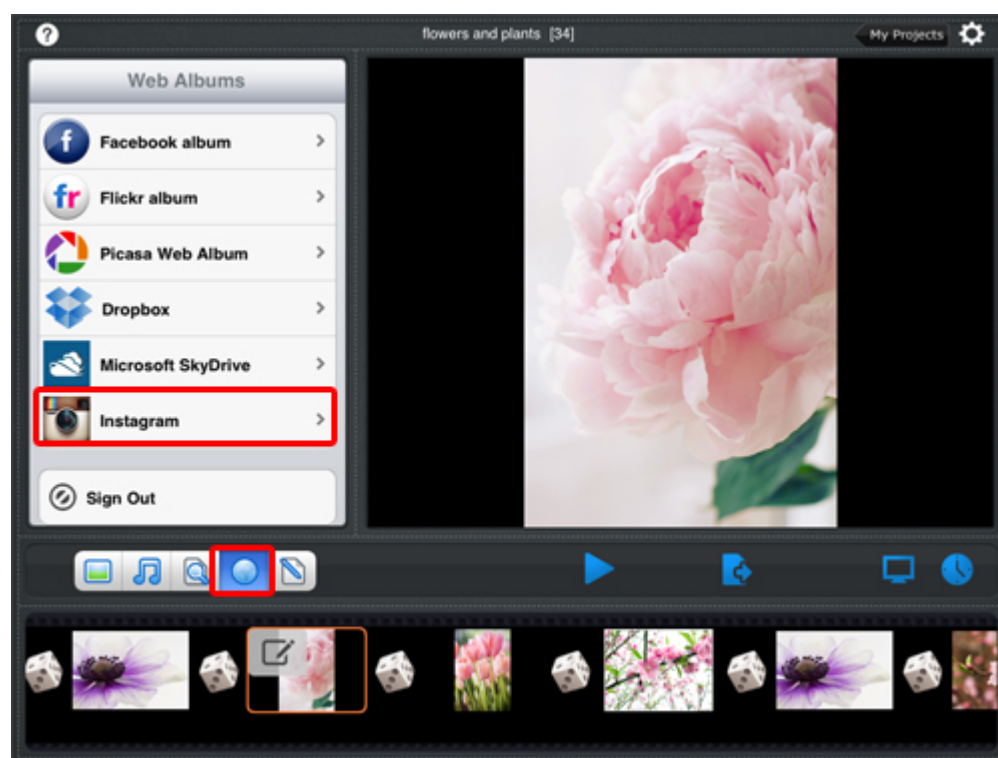 ?
flowers and plants [34]
My Projects
Web Albums
f Facebook album >
fr Flickr album >
Picasa Web Album >
Dropbox >
Microsoft SkyDrive >
Instagram >
Sign Out